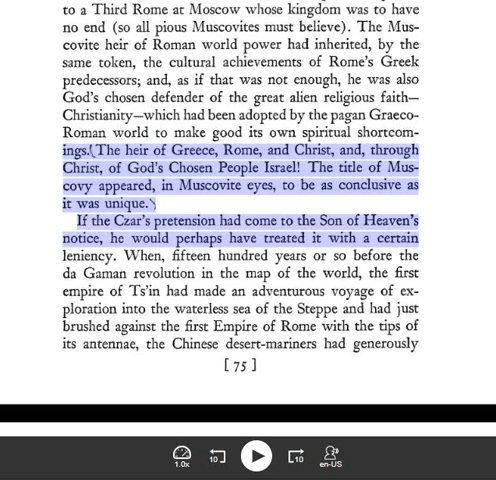 to a Third Rome at Moscow whose kingdom was to have
no end (so all pious Muscovites must believe). The Mus-
covite heir of Roman world power had inherited, by the
same token, the cultural achievements of Rome's Greek
predecessors; and, as if that was not enough, he was also
God's chosen defender of the great alien religious faith—
Christianity—which had been adopted by the pagan Graeco-
Roman world to make good its own spiritual shortcom-
ings. (The heir of Greece, Rome, and Christ, and, through
Christ, of God's Chosen People Israel! The title of Mus-
covy appeared, in Muscovite eyes, to be as conclusive as
it was unique.
If the Czar's pretension had come to the Son of Heaven's
notice, he would perhaps have treated it with a certain
leniency. When, fifteen hundred years or so before the
da Gaman revolution in the map of the world, the first
empire of Ts'in had made an adventurous voyage of ex-
ploration into the waterless sea of the Steppe and had just
brushed against the first Empire of Rome with the tips of
its antennae, the Chinese desert-mariners had generously
[ 75 ]
1.0x 10 10 en-US